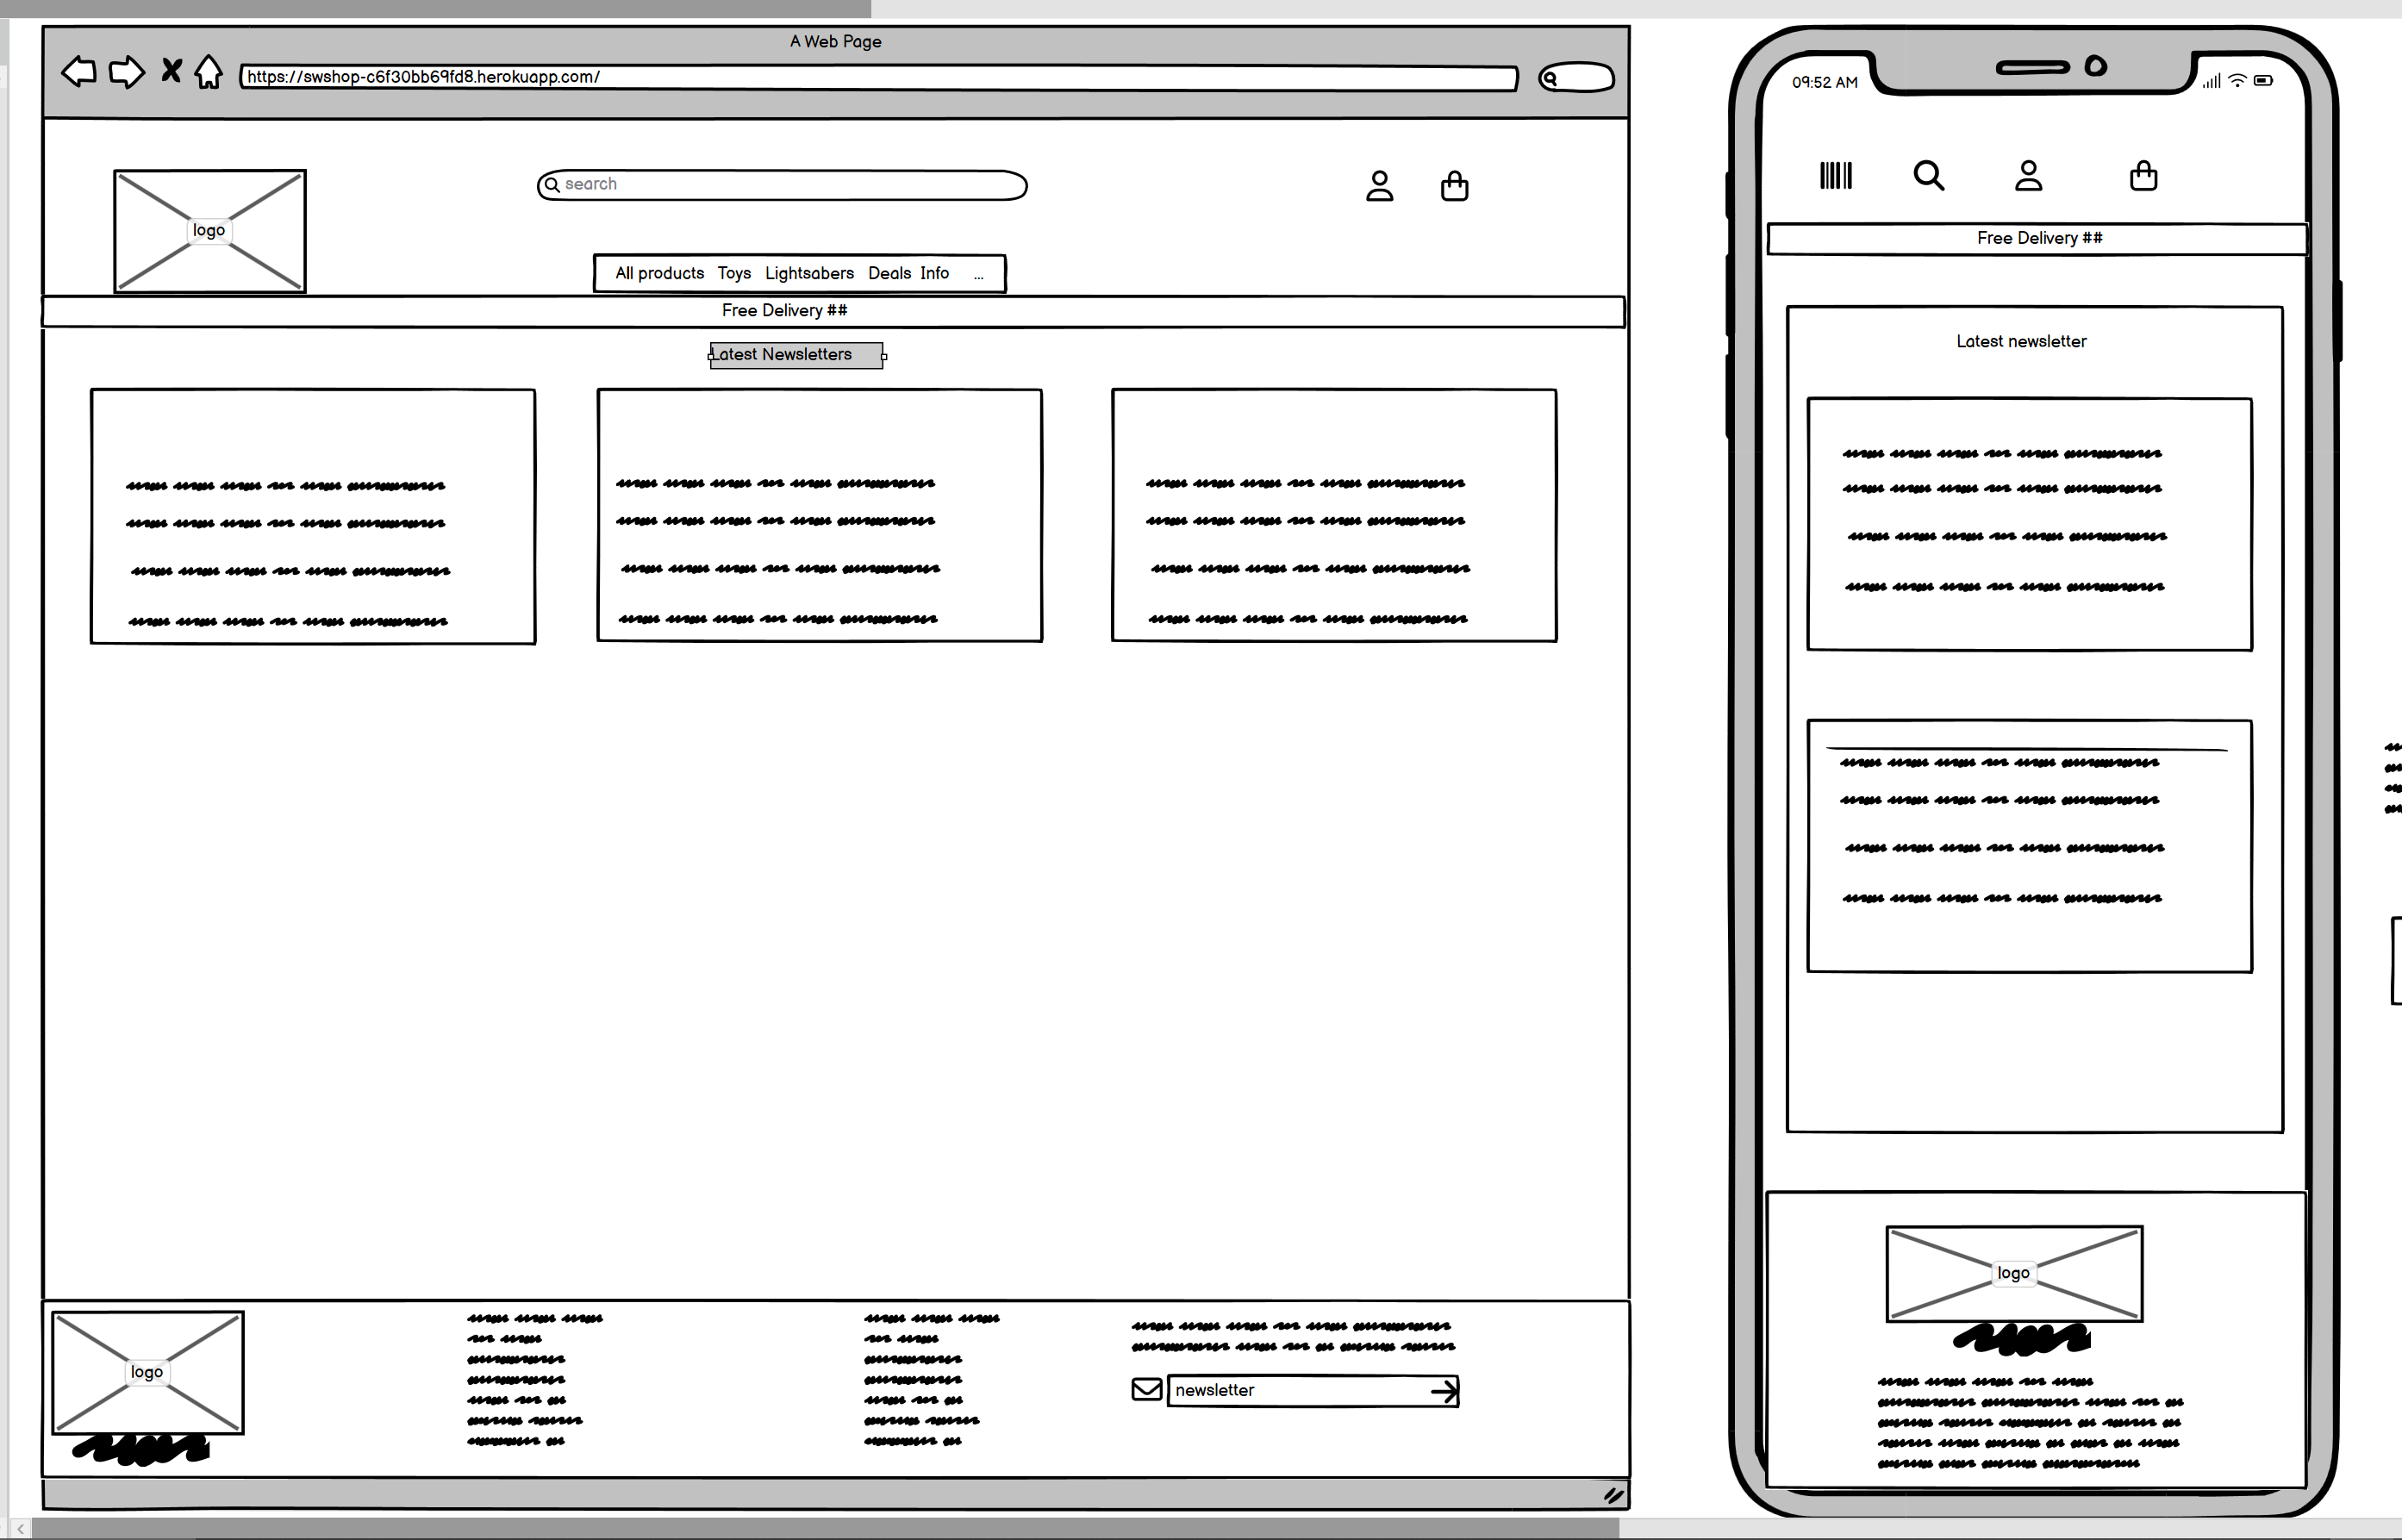 A Web Page
https://swshop-c6f30bb69fd8.herokuapp.com/
search
logo
All products Toys Lightsabers Deals Info ...
Free Delivery ##
Latest Newsletters
logo
newsletter
09:52 AM
Free Delivery ##
Latest newsletter
logo